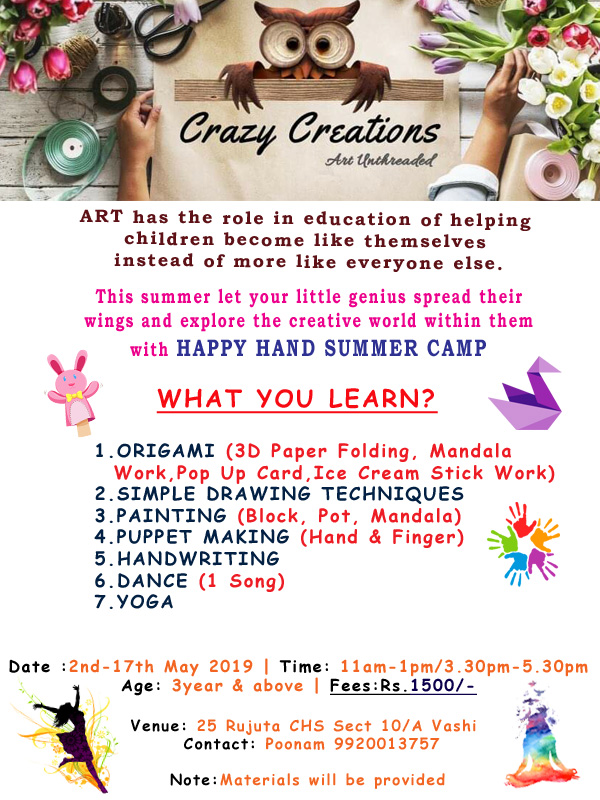 Crazy Creations
Art Unthreaded
ART has the role in education of helping
children become like themselves
instead of more like everyone else.
This summer let your little genius spread their
wings and explore the creative world within them
with HAPPY HAND SUMMER CAMP
WHAT YOU LEARN?
1.ORIGAMI (3D Paper Folding, Mandala
Work,Pop Up Card,Ice Cream Stick Work)
2.SIMPLE DRAWING TECHNIQUES
3.PAINTING (Block, Pot, Mandala)
4.PUPPET MAKING (Hand & Finger)
5.HANDWRITING
6.DANCE (1 Song)
7.YOGA
Date :2nd-17th May 2019 | Time: 11am-1pm/3.30pm-5.30pm
Age: 3year & above | Fees:Rs.1500/-
Venue: 25 Rujuta CHS Sect 10/A Vashi
Contact: Poonam 9920013757
Note:Materials will be provided